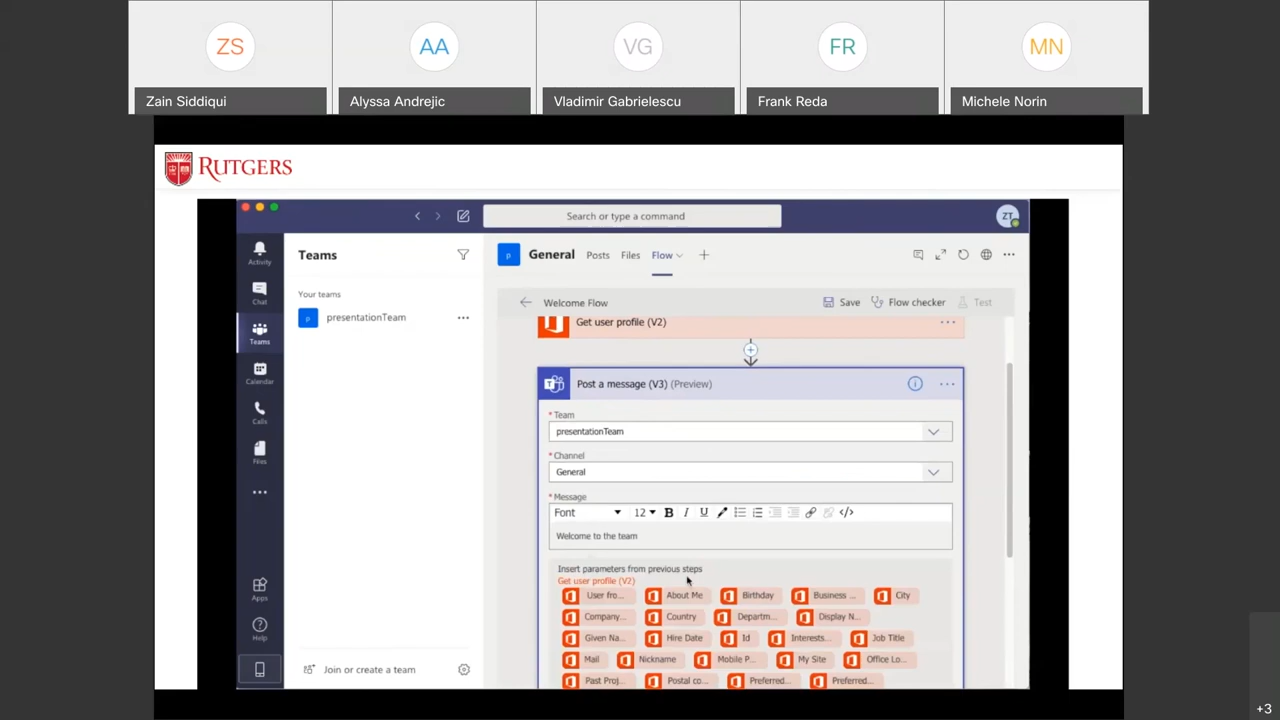 ZS AA VG FR MN
Zain Siddiqui Alyssa Andrejic Vladimir Gabrielescu Frank Reda Michele Norin
RUTGERS
Search or type a command ZT
Activity
Chat
Teams
Calendar
Calls
Files
Apps
Help
Teams
Your teams
p presentationTeam ...
Join or create a team
p General Posts Files Flow + ...
Welcome Flow Save Flow checker Test
Get user profile (V2) ...
Post a message (V3) (Preview) ...
* Team
presentationTeam
* Channel
General
* Message
Font 12 B I U </>
Welcome to the team
Insert parameters from previous steps
Get user profile (V2)
User fro... About Me Birthday Business ... City
Company... Country Departm... Display N...
Given Na... Hire Date Id Interests... Job Title
Mail Nickname Mobile P... My Site Office Lo...
Past Proj... Postal co... Preferred... Preferred...
+3